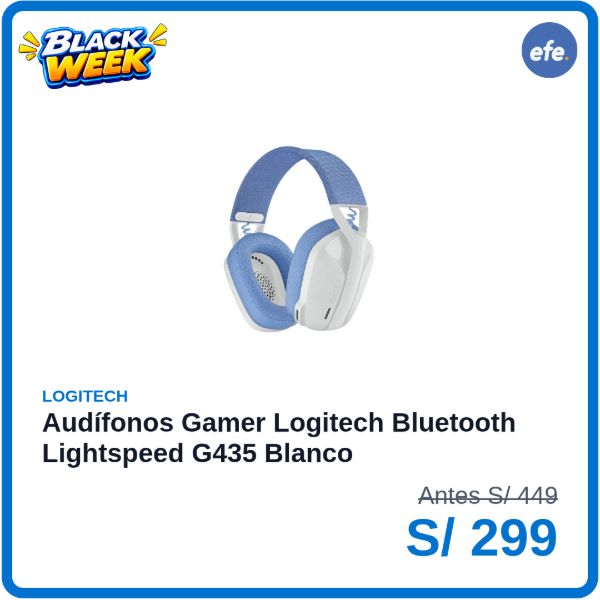 BLACK
WEEK
efe.
LOGITECH
Audífonos Gamer Logitech Bluetooth
Lightspeed G435 Blanco
Antes S/ 449
S/ 299